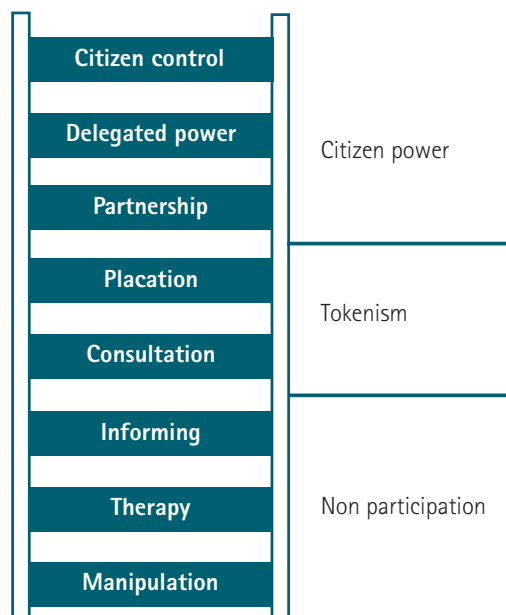 Citizen control
Delegated power
Partnership
Citizen power
Placation
Consultation
Tokenism
Informing
Therapy
Manipulation
Non participation